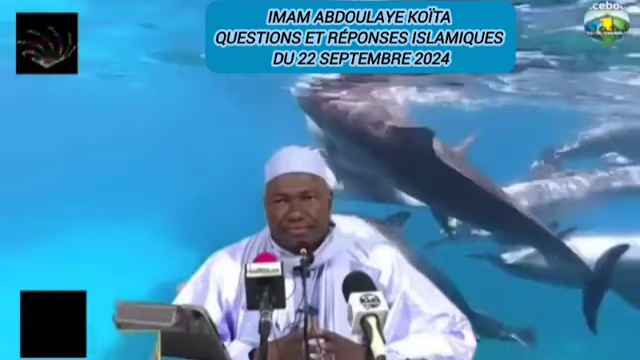 IMAM ABDOULAYE KOÏTA
QUESTIONS ET RÉPONSES ISLAMIQUES
DU 22 SEPTEMBRE 2024